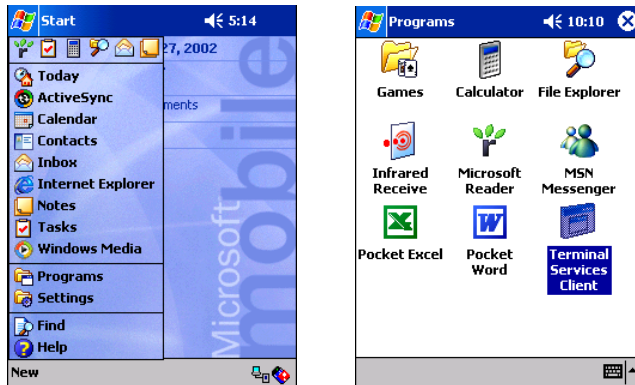 Start 5:14
27, 2002
Today
ActiveSync
ments
Calendar
Contacts
Inbox
Internet Explorer
Notes
Tasks
Windows Media
Programs
Settings
Find
Help
New
Microsoft
mobile
Programs 10:10
Games Calculator File Explorer
Infrared Microsoft MSN
Receive Reader Messenger
Pocket Excel Pocket Terminal
Word Services
Client